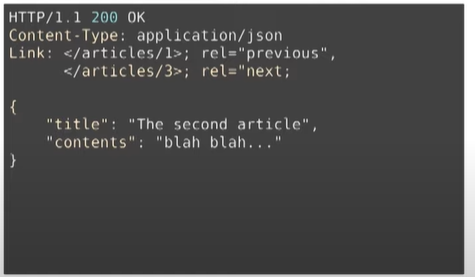 HTTP/1.1 200 OK
Content-Type: application/json
Link: </articles/1>; rel="previous",
      </articles/3>; rel="next;

{
    "title": "The second article",
    "contents": "blah blah..."
}